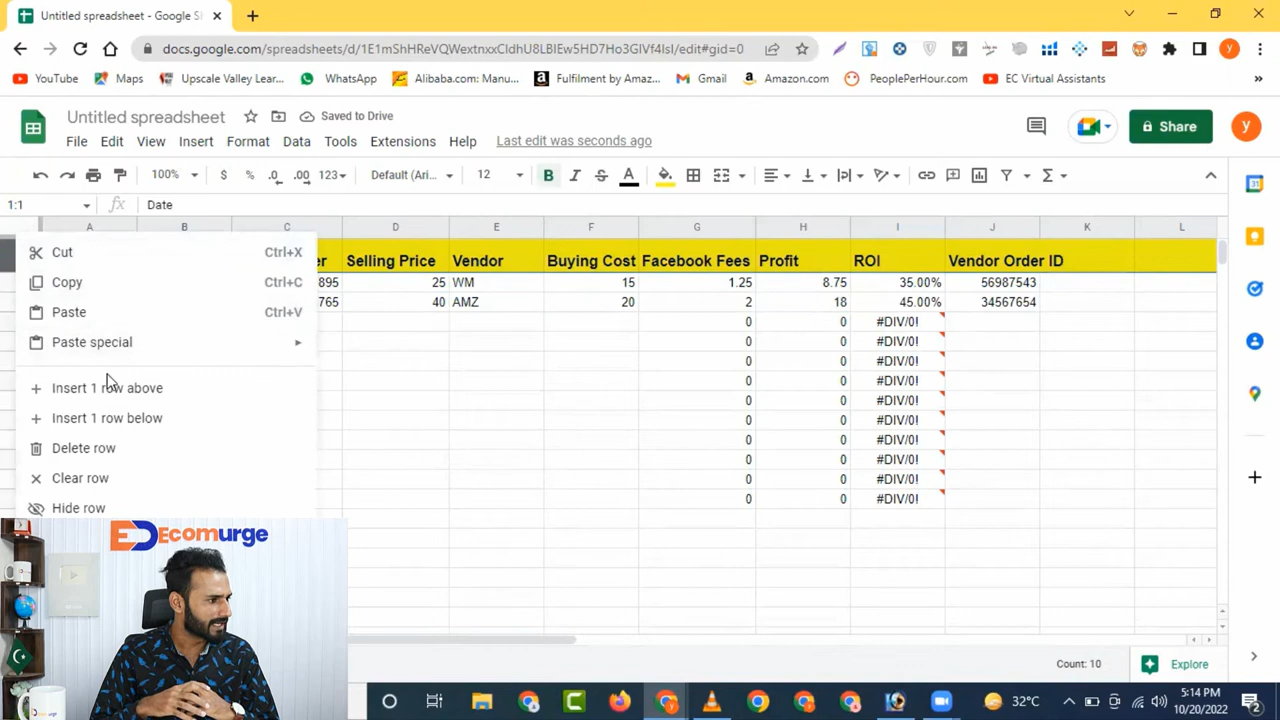 Untitled spreadsheet - Google S
docs.google.com/spreadsheets/d/1E1mShHReVQWextnxxCIdhU8LBIEw5HD7Ho3GIVf4IsI/edit#gid=0
YouTube Maps Upscale Valley Lear... WhatsApp Alibaba.com: Manu... Fulfilment by Amaz... Gmail Amazon.com PeoplePerHour.com EC Virtual Assistants
Untitled spreadsheet Saved to Drive
File Edit View Insert Format Data Tools Extensions Help Last edit was seconds ago
Share
y
100% $ % .0 .00 123 Default (Ari... 12 B I S A
1:1 Date
A B C D E F G H I J K L
er Selling Price Vendor Buying Cost Facebook Fees Profit ROI Vendor Order ID
895 25 WM 15 1.25 8.75 35.00% 56987543
765 40 AMZ 20 2 18 45.00% 34567654
0 0 #DIV/0!
0 0 #DIV/0!
0 0 #DIV/0!
0 0 #DIV/0!
0 0 #DIV/0!
0 0 #DIV/0!
0 0 #DIV/0!
0 0 #DIV/0!
0 0 #DIV/0!
0 0 #DIV/0!
Cut Ctrl+X
Copy Ctrl+C
Paste Ctrl+V
Paste special
Insert 1 row above
Insert 1 row below
Delete row
Clear row
Hide row
Ecomurge
Count: 10 Explore
32°C 5:14 PM
10/20/2022
2